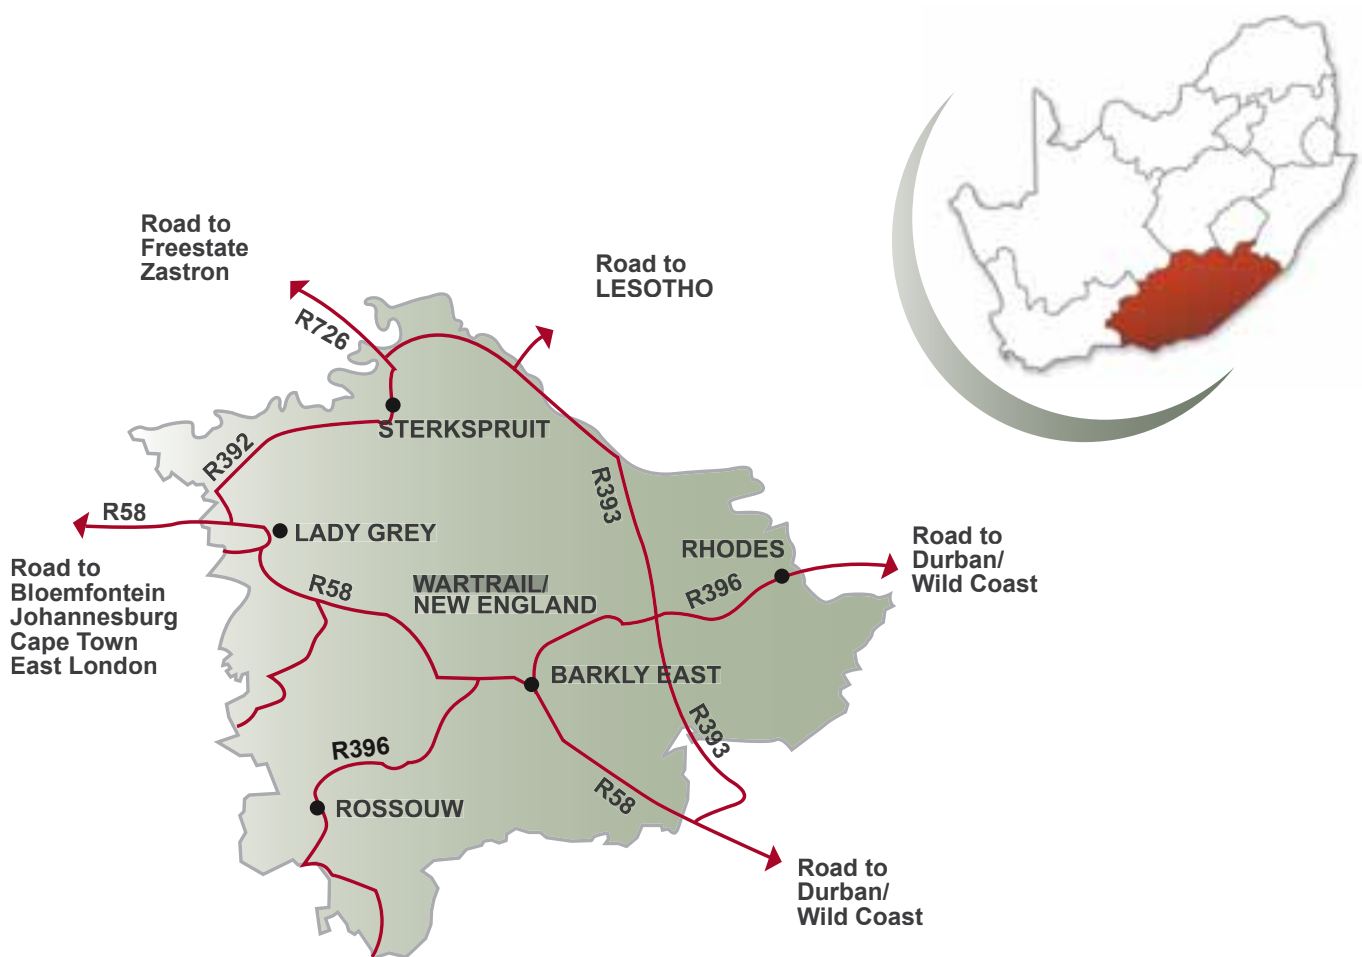 Road to
Freestate
Zastron
Road to
LESOTHO
R726
STERKSPRUIT
R392
R393
R58
LADY GREY
Road to
Bloemfontein
Johannesburg
Cape Town
East London
R58
WARTRAIL/
NEW ENGLAND
RHODES
R396
Road to
Durban/
Wild Coast
BARKLY EAST
R393
R396
R58
ROSSOUW
Road to
Durban/
Wild Coast